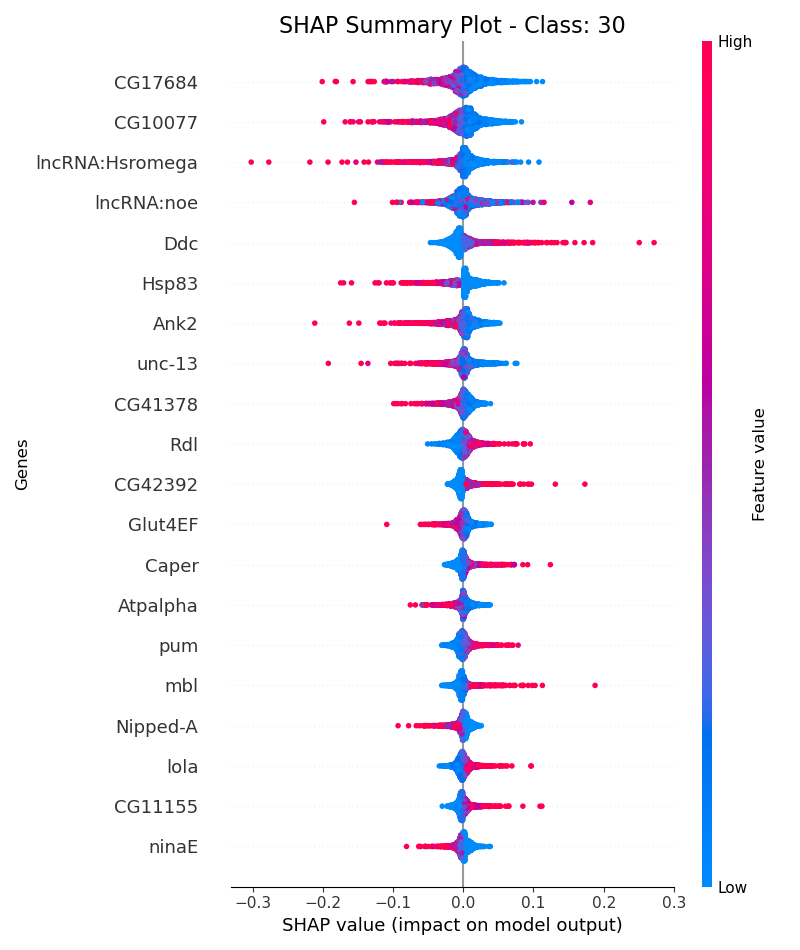 SHAP Summary Plot - Class: 30
High
CG17684
CG10077
lncRNA:Hsromega
lncRNA:noe
Ddc
Hsp83
Ank2
unc-13
CG41378
Rdl
CG42392
Glut4EF
Caper
Atpalpha
pum
mbl
Nipped-A
lola
CG11155
ninaE
Genes
Feature value
Low
−0.3 −0.2 −0.1 0.0 0.1 0.2 0.3
SHAP value (impact on model output)